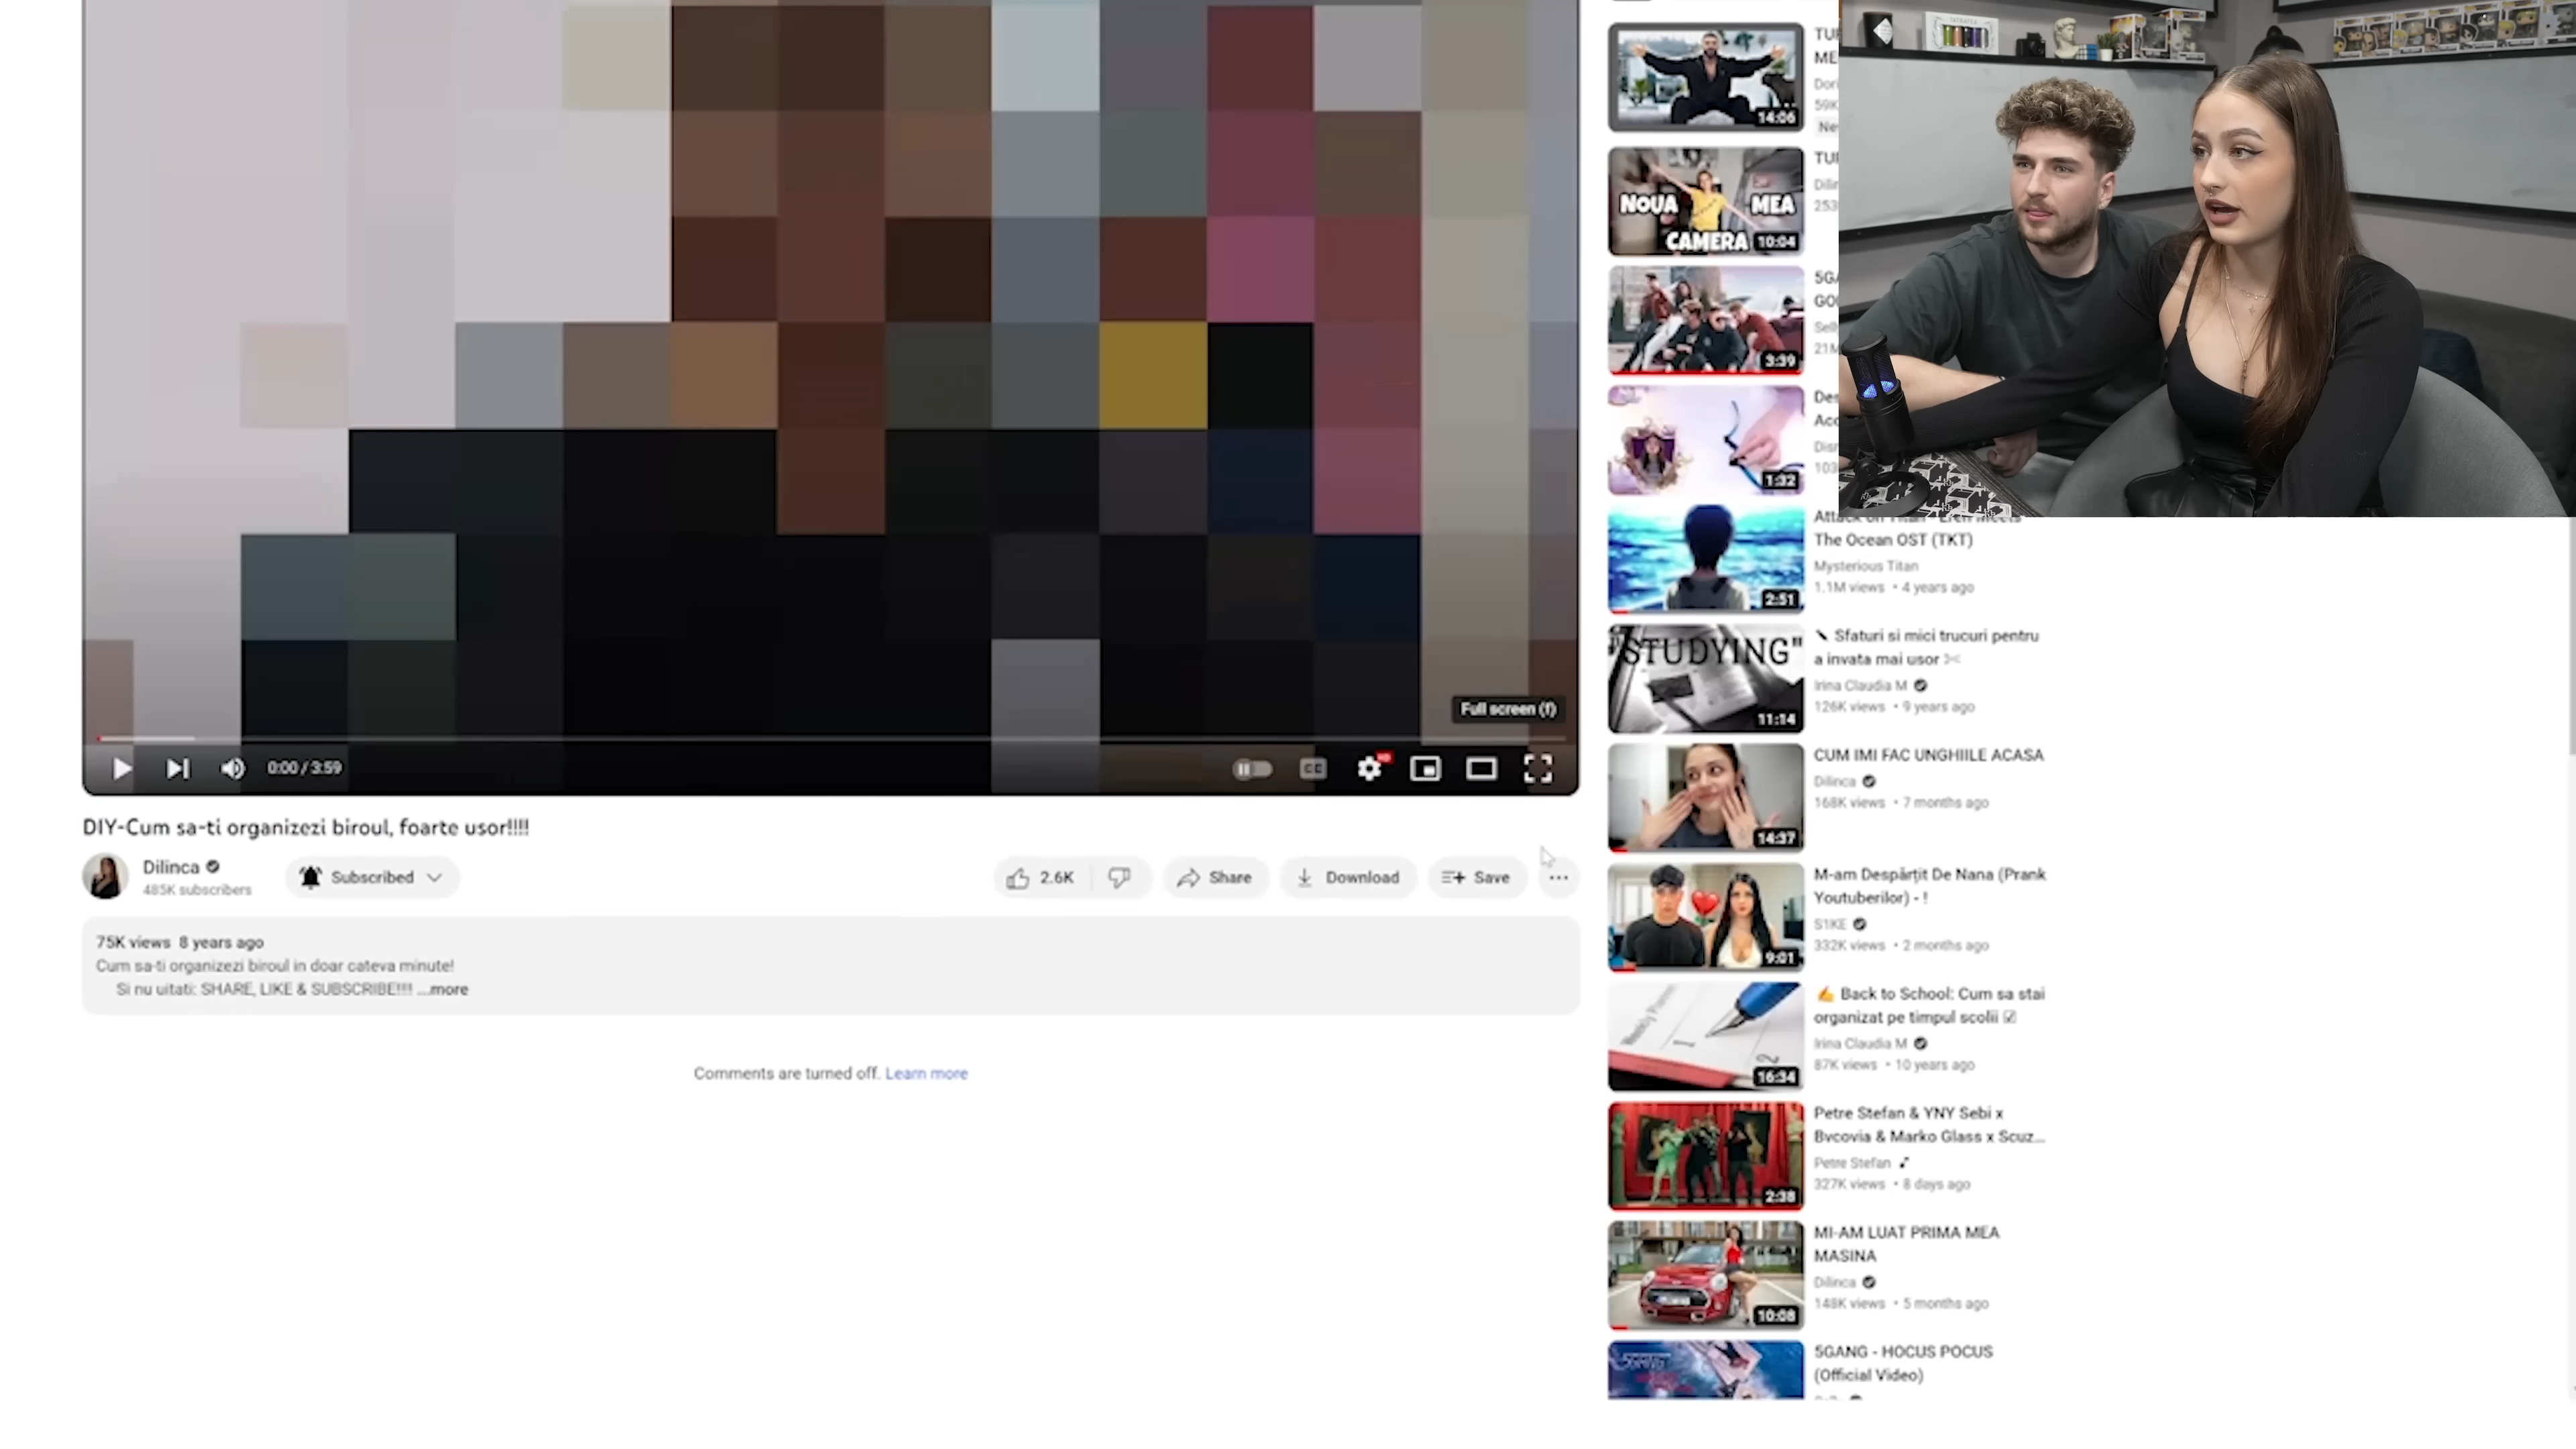 Full screen (f)
0:00 / 3:59
CC
HD
DIY-Cum sa-ti organizezi biroul, foarte usor!!!!
Dilinca
485K subscribers
Subscribed
2.6K
Share
Download
Save
75K views 8 years ago
Cum sa-ti organizezi biroul in doar cateva minute!
Si nu uitati: SHARE, LIKE & SUBSCRIBE!!! ...more
Comments are turned off. Learn more
14:06
NOUA MEA
CAMERA 10:04
3:39
1:32
2:51
The Ocean OST (TKT)
Mysterious Titan
1.1M views • 4 years ago
"STUDYING"
11:14
Sfaturi si mici trucuri pentru
a invata mai usor ✂
Irina Claudia M
126K views • 9 years ago
14:37
CUM IMI FAC UNGHIILE ACASA
Dilinca
168K views • 7 months ago
9:01
M-am Despărțit De Nana (Prank
Youtuberilor) - !
S1KE
332K views • 2 months ago
16:34
✍ Back to School: Cum sa stai
organizat pe timpul scolii ☑
Irina Claudia M
87K views • 10 years ago
2:38
Petre Stefan & YNY Sebi x
Bvcovia & Marko Glass x Scuz...
Petre Stefan
327K views • 8 days ago
10:08
MI-AM LUAT PRIMA MEA
MASINA
Dilinca
148K views • 5 months ago
5GANG - HOCUS POCUS
(Official Video)